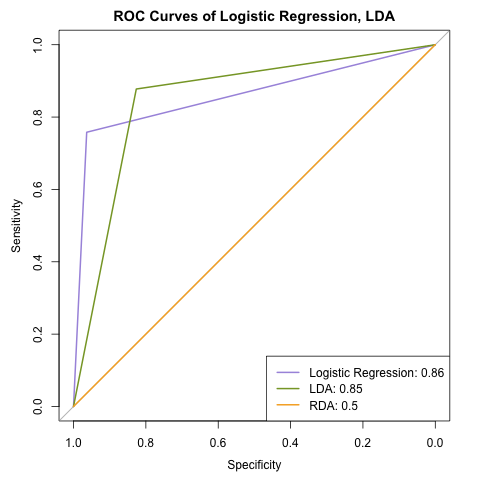 ROC Curves of Logistic Regression, LDA
Sensitivity
1.0
0.8
0.6
0.4
0.2
0.0
Logistic Regression: 0.86
LDA: 0.85
RDA: 0.5
1.0 0.8 0.6 0.4 0.2 0.0
Specificity